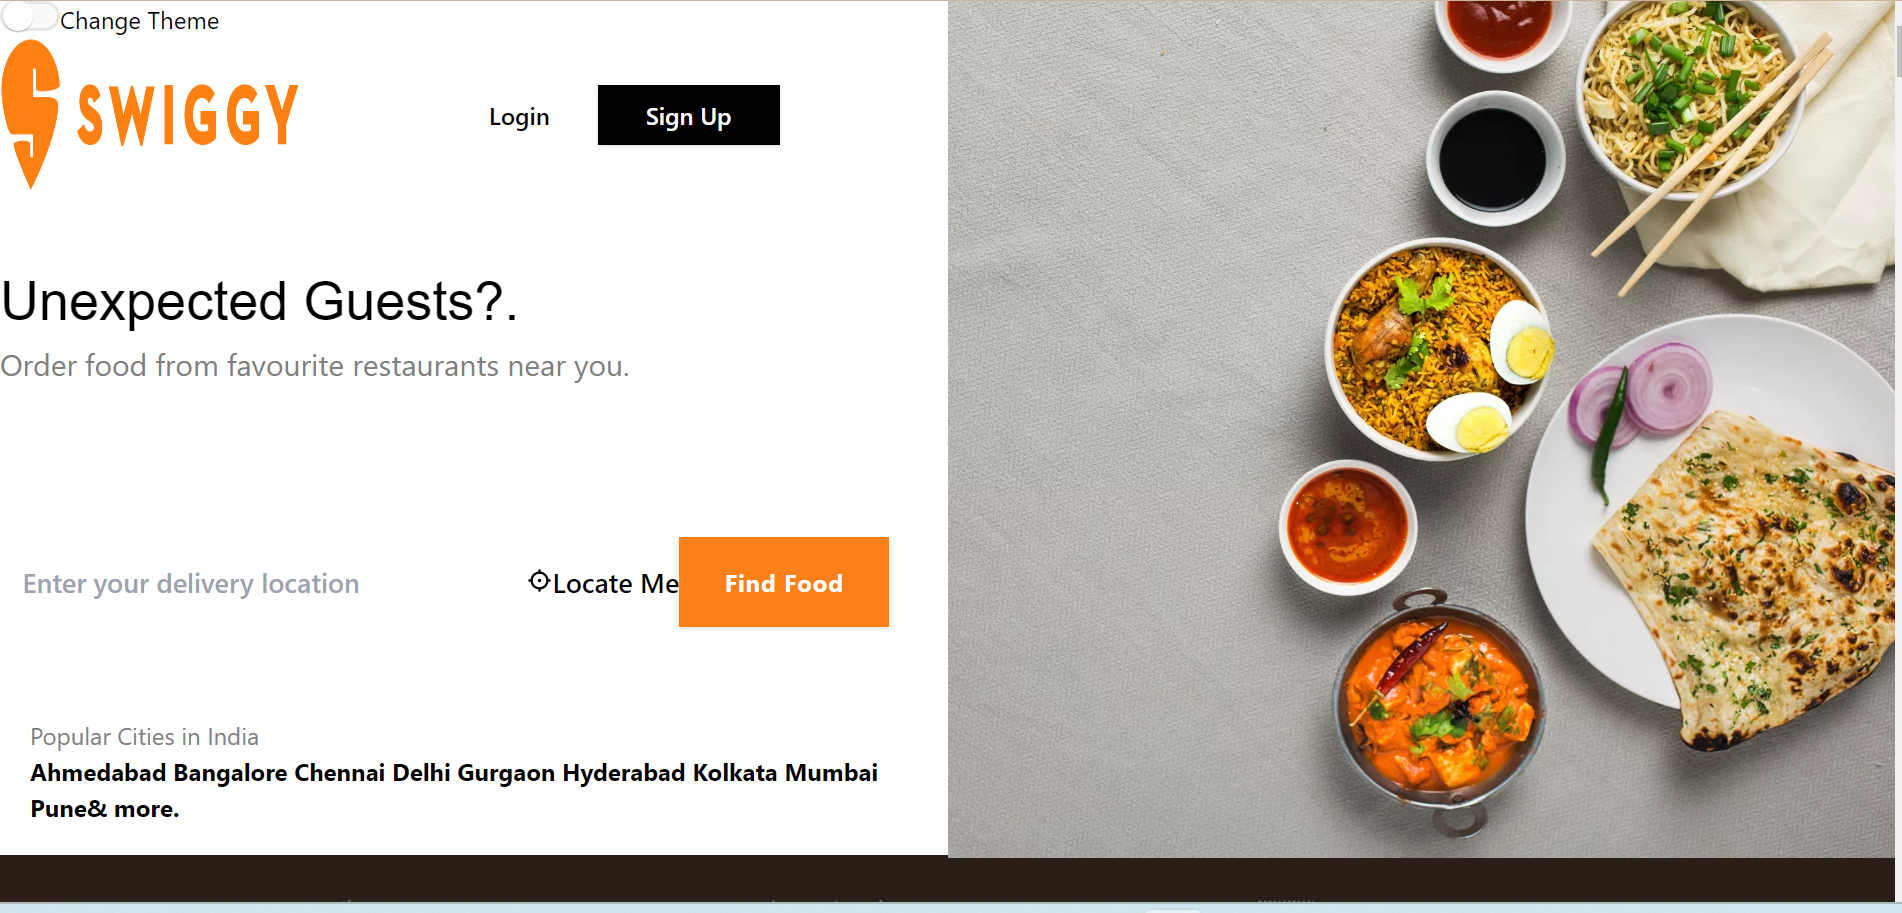 Change Theme
SWIGGY
Login
Sign Up
Unexpected Guests?.
Order food from favourite restaurants near you.
Enter your delivery location
Locate Me
Find Food
Popular Cities in India
Ahmedabad Bangalore Chennai Delhi Gurgaon Hyderabad Kolkata Mumbai
Pune& more.